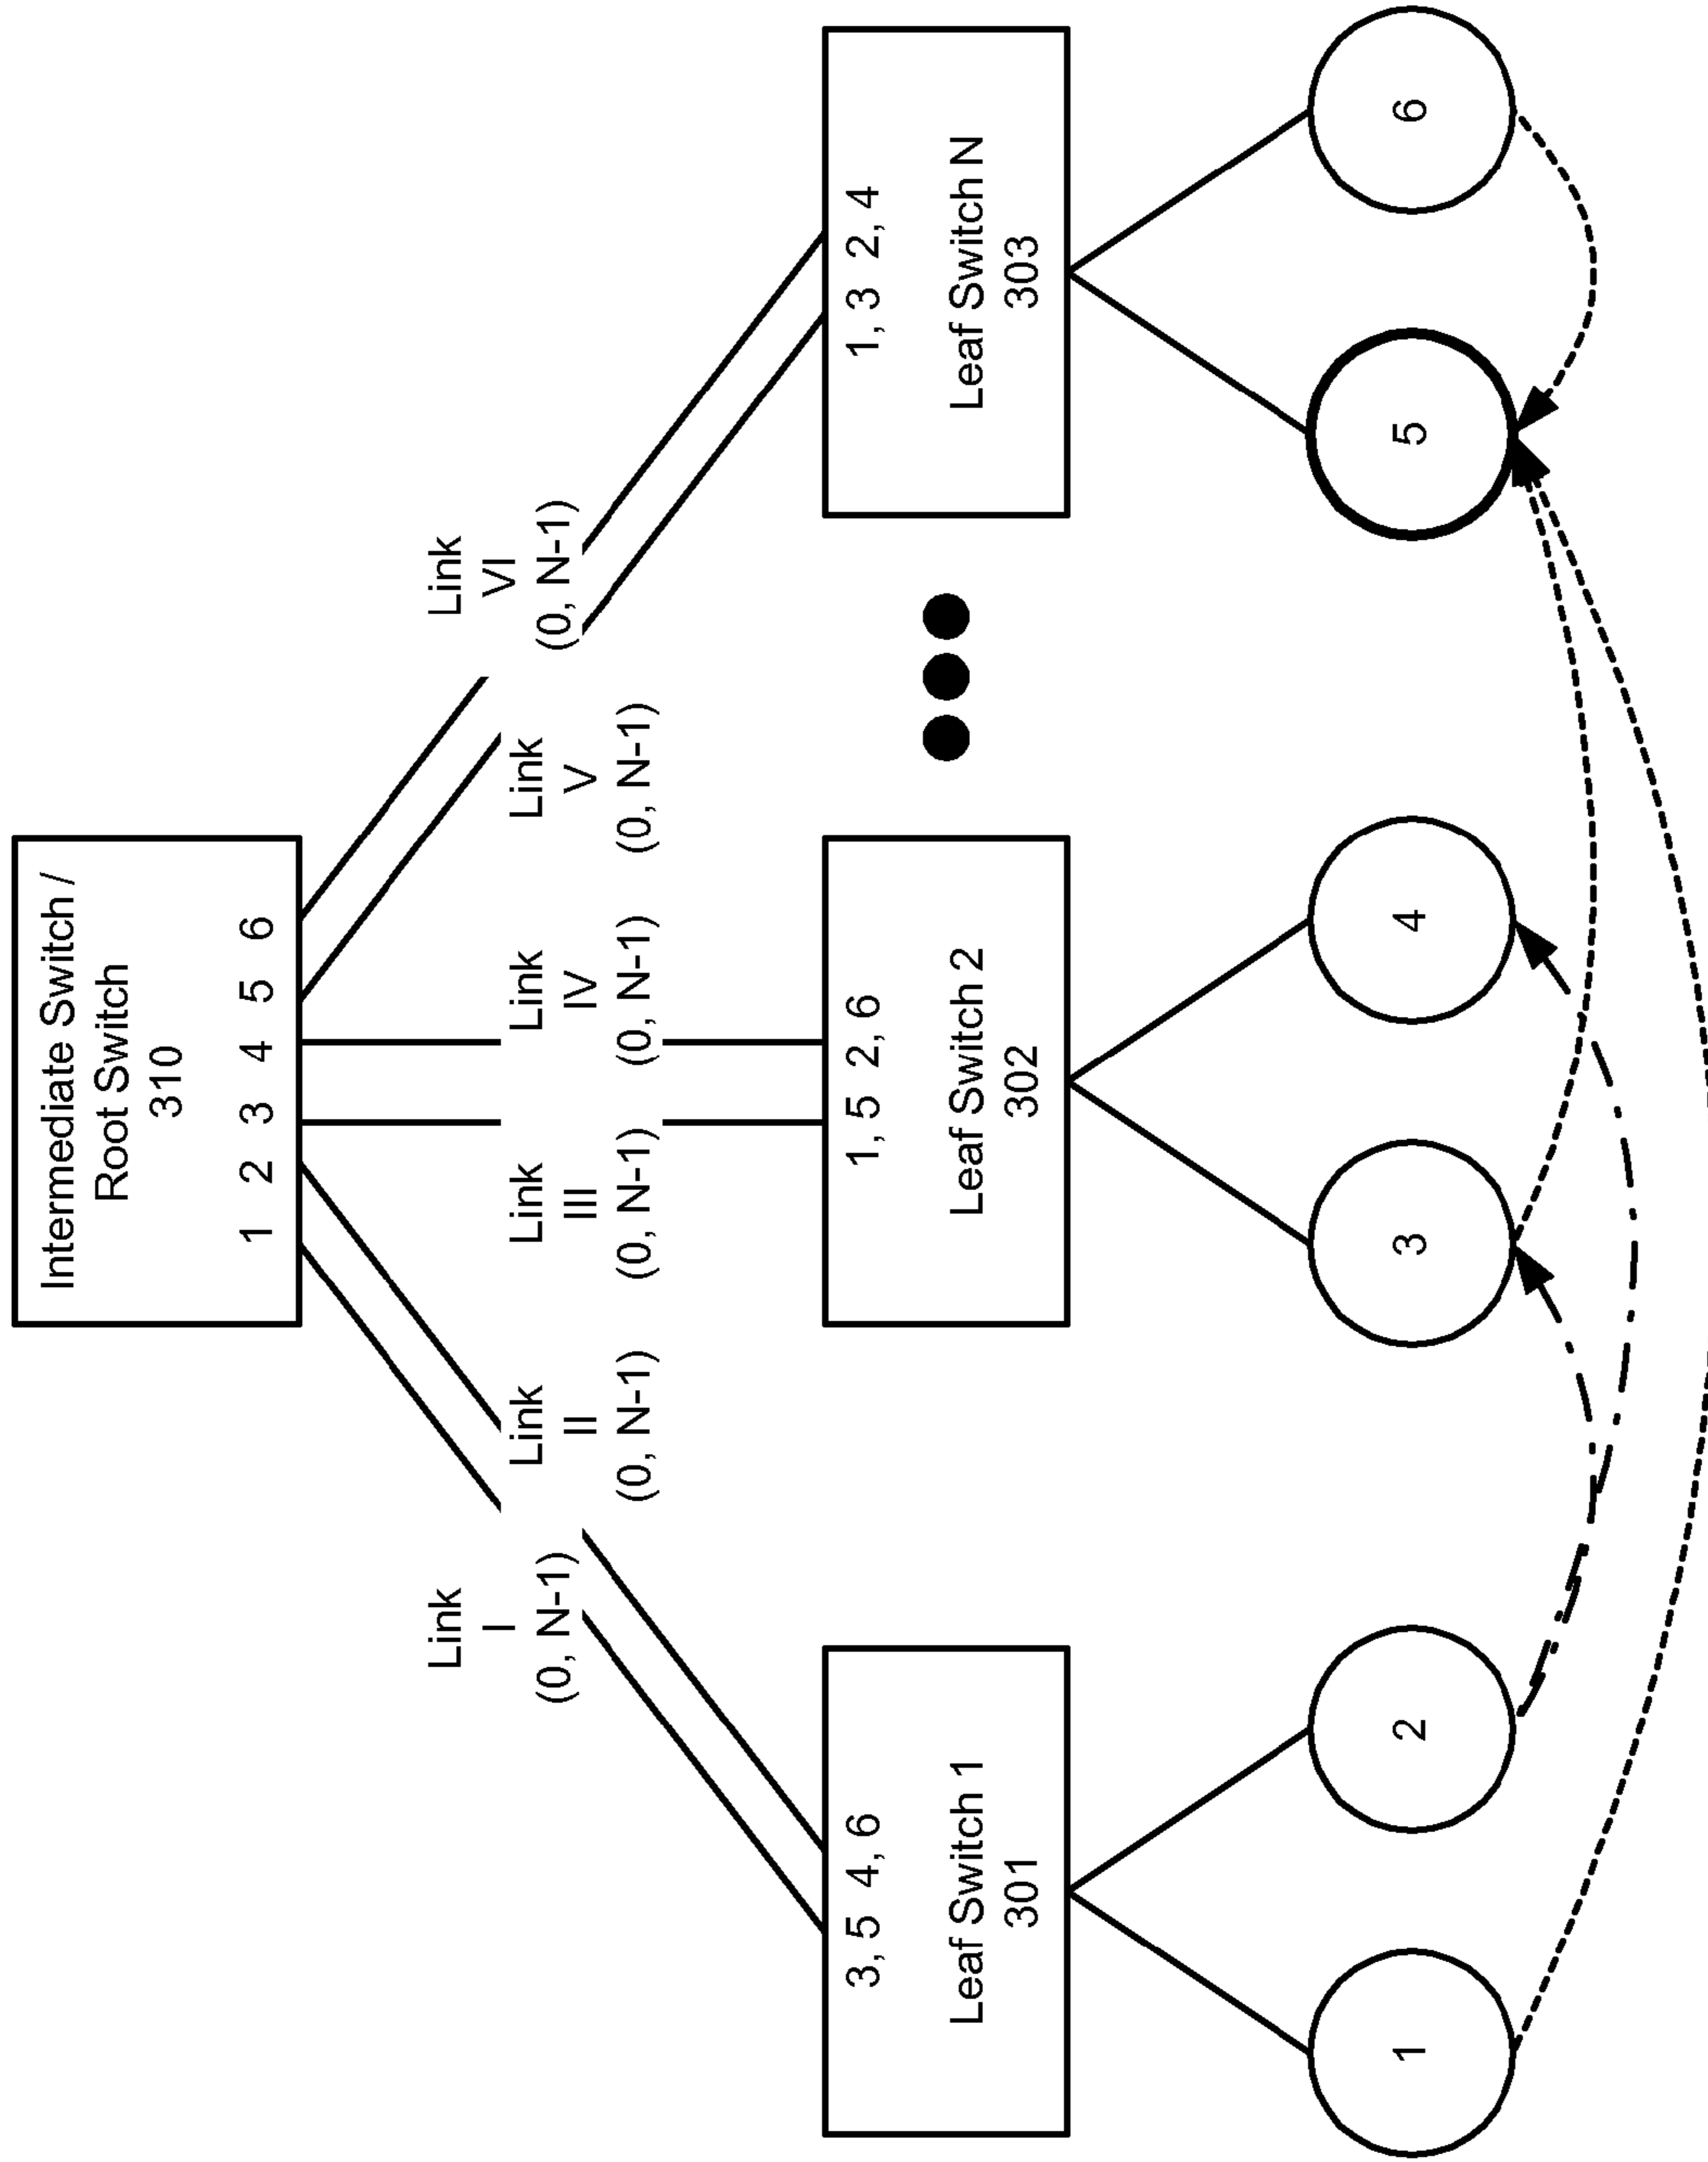 Intermediate Switch /
Root Switch
310
1 2 3 4 5 6
Link
I
(0, N-1)
Link
II
(0, N-1)
Link
III
(0, N-1)
Link
IV
(0, N-1)
Link
V
(0, N-1)
Link
VI
(0, N-1)
3, 5 4, 6
Leaf Switch 1
301
1, 5 2, 6
Leaf Switch 2
302
1, 3 2, 4
Leaf Switch N
303
1
2
3
4
5
6